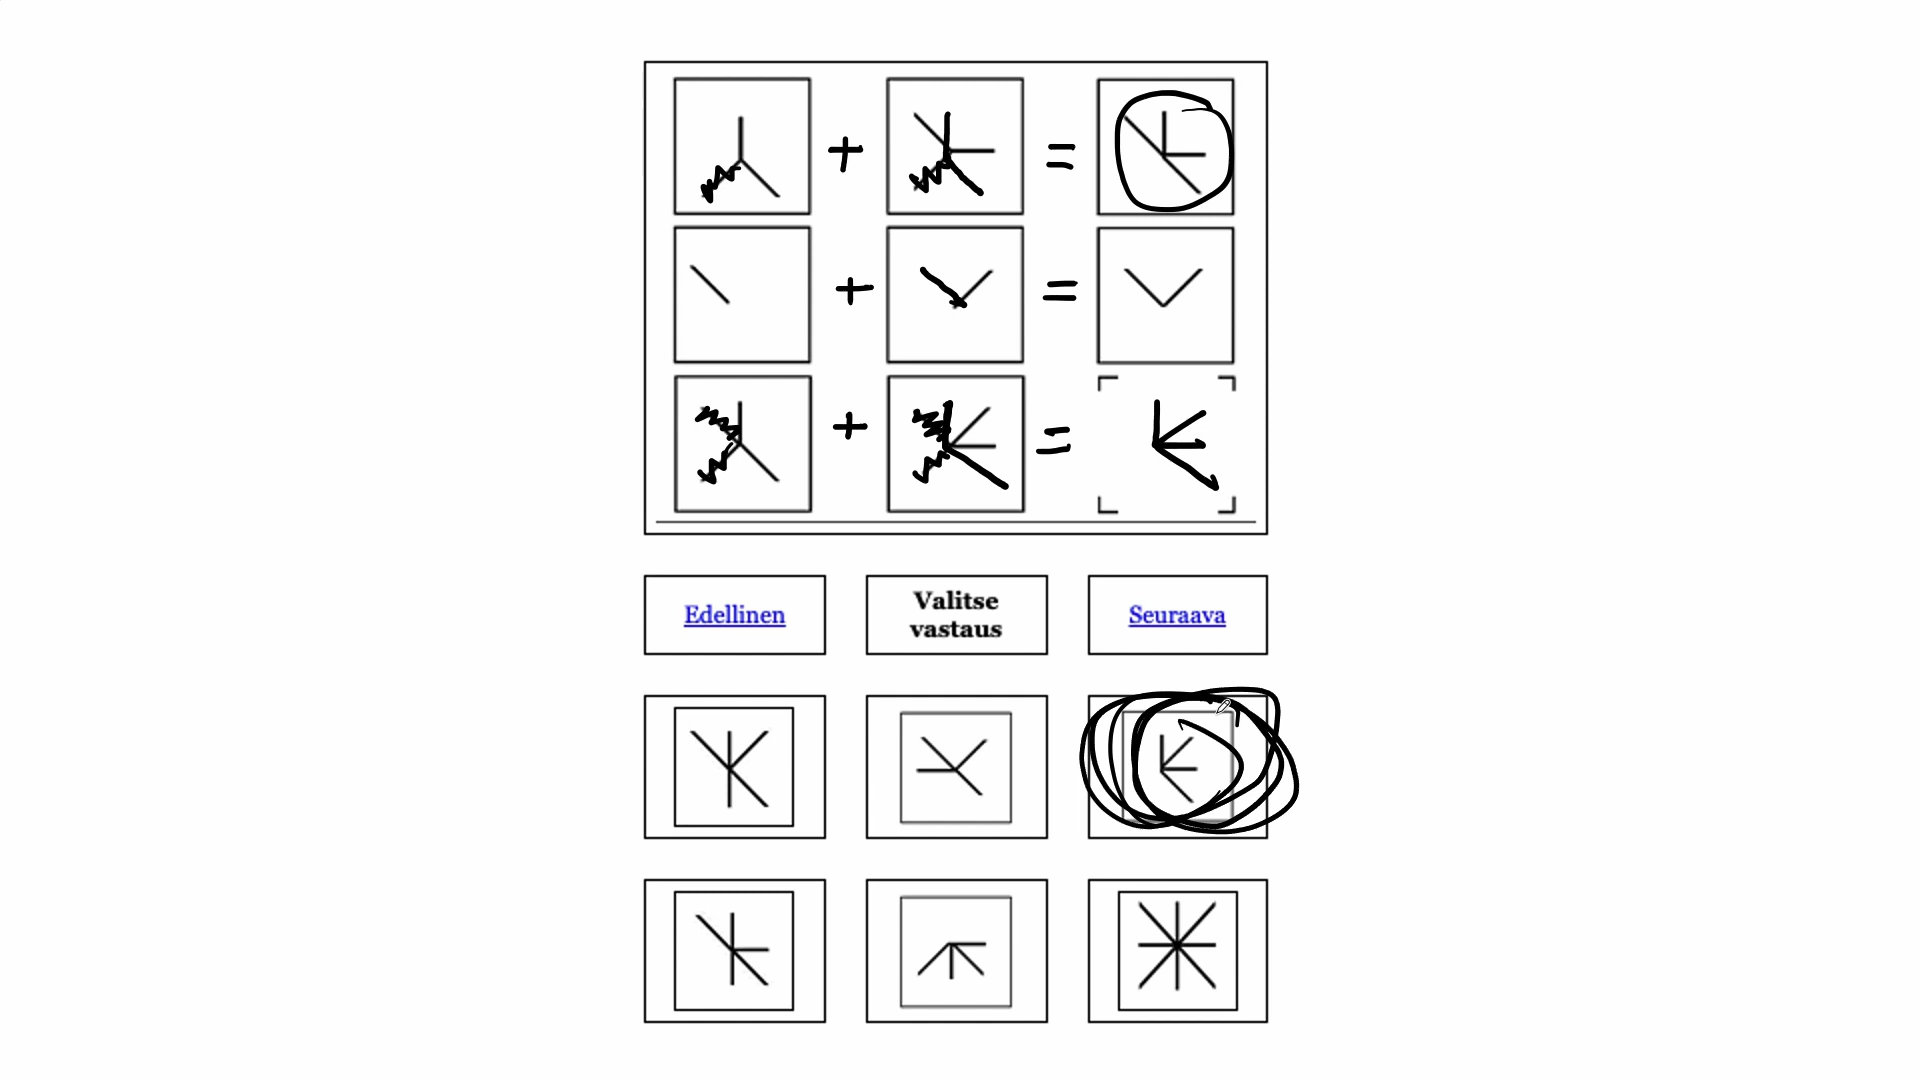 + =
+ =
+ =
Edellinen
Valitse
vastaus
Seuraava